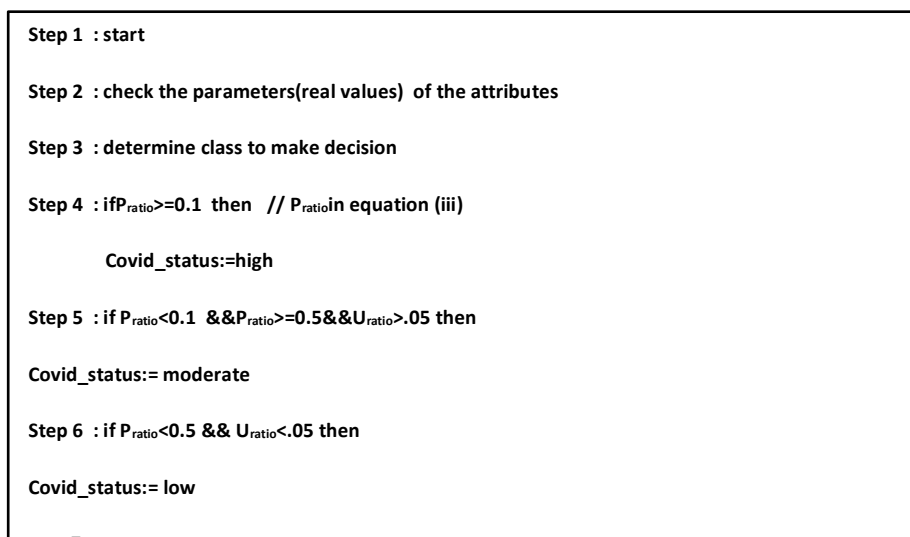 Step 1 : start
Step 2 : check the parameters(real values) of the attributes
Step 3 : determine class to make decision
Step 4 : ifPratio>=0.1 then // Pratioin equation (iii)
Covid_status:=high
Step 5 : if Pratio<0.1 &&Pratio>=0.5&&Uratio>.05 then
Covid_status:= moderate
Step 6 : if Pratio<0.5 && Uratio<.05 then
Covid_status:= low